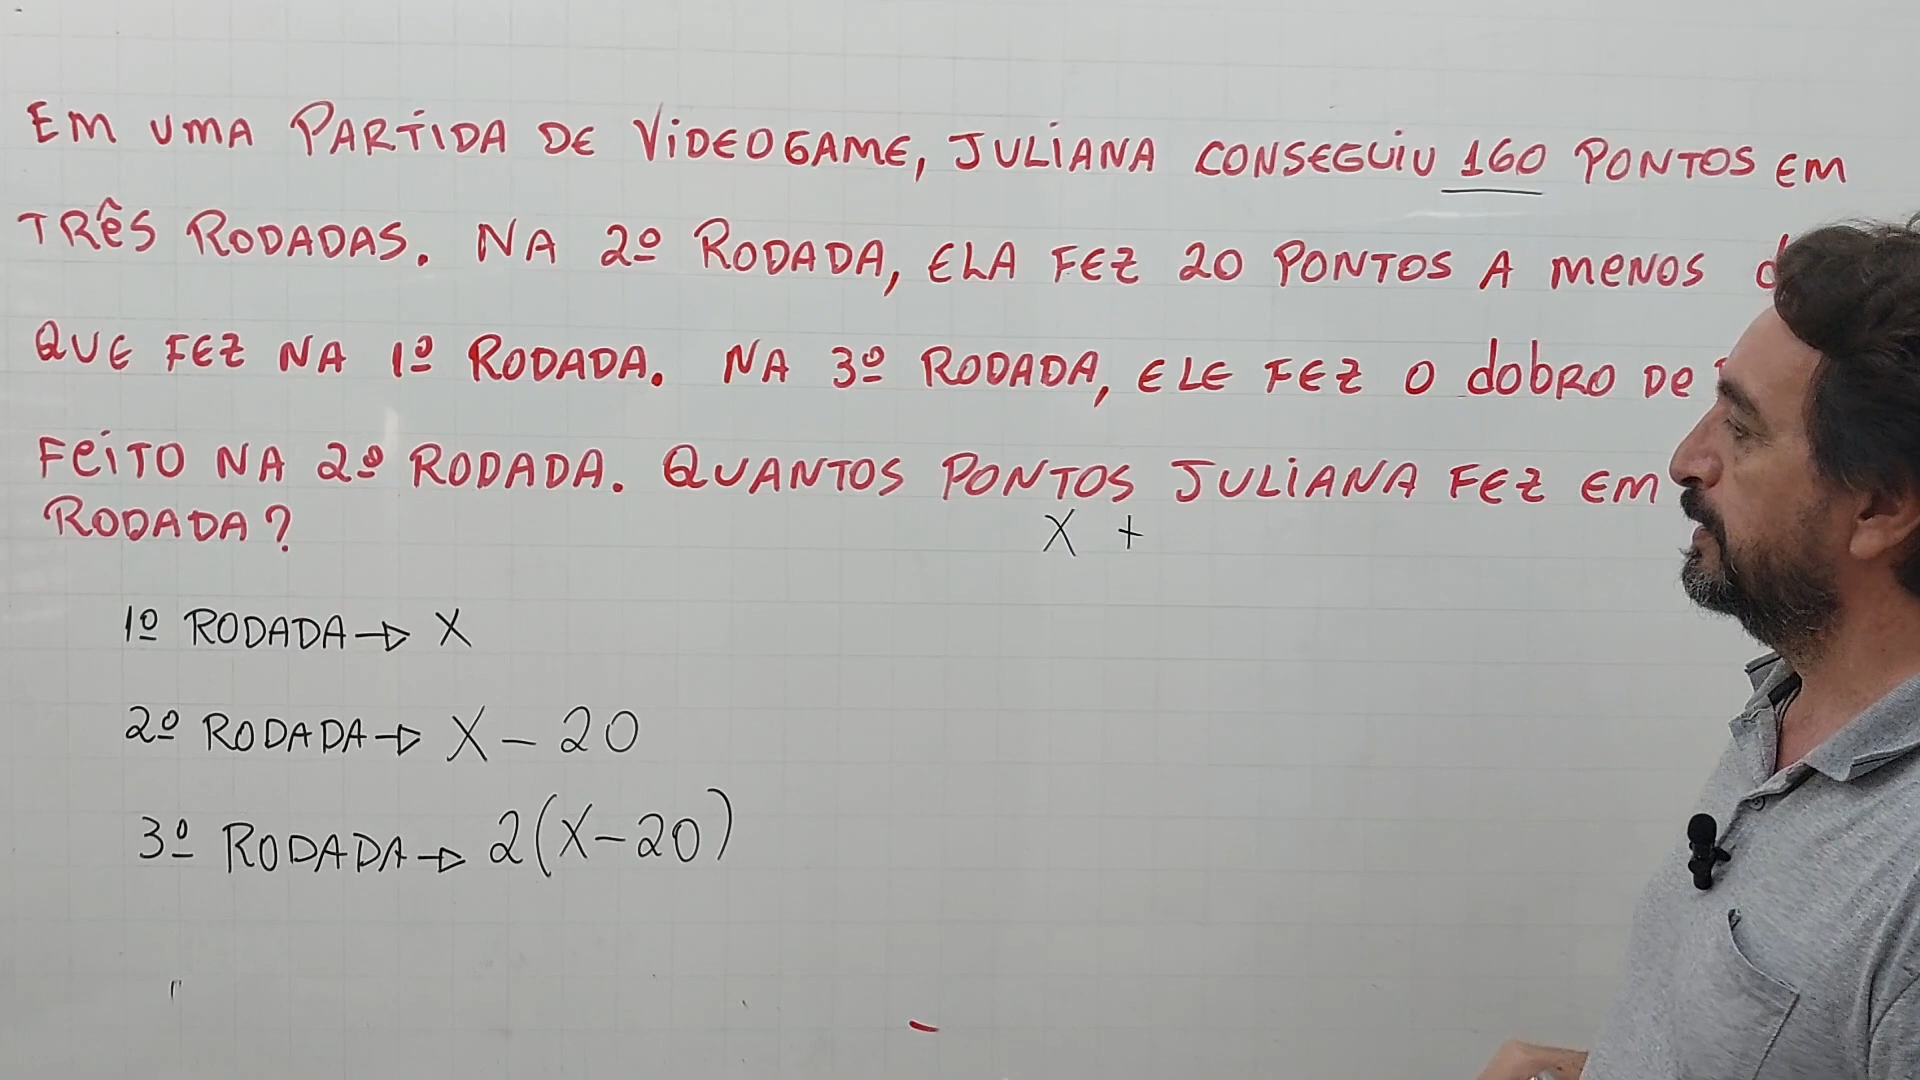 EM UMA PARTIDA DE VIDEOGAME, JULIANA CONSEGUIU 160 PONTOS EM
TRÊS RODADAS. NA 2º RODADA, ELA FEZ 20 PONTOS A MENOS
QUE FEZ NA 1º RODADA. NA 3º RODADA, ELE FEZ O dobRO DE
FEITO NA 2º RODADA. QUANTOS PONTOS JULIANA FEZ EM
RODADA?
X +
1º RODADA → X
2º RODADA → X - 20
3º RODADA → 2(X-20)